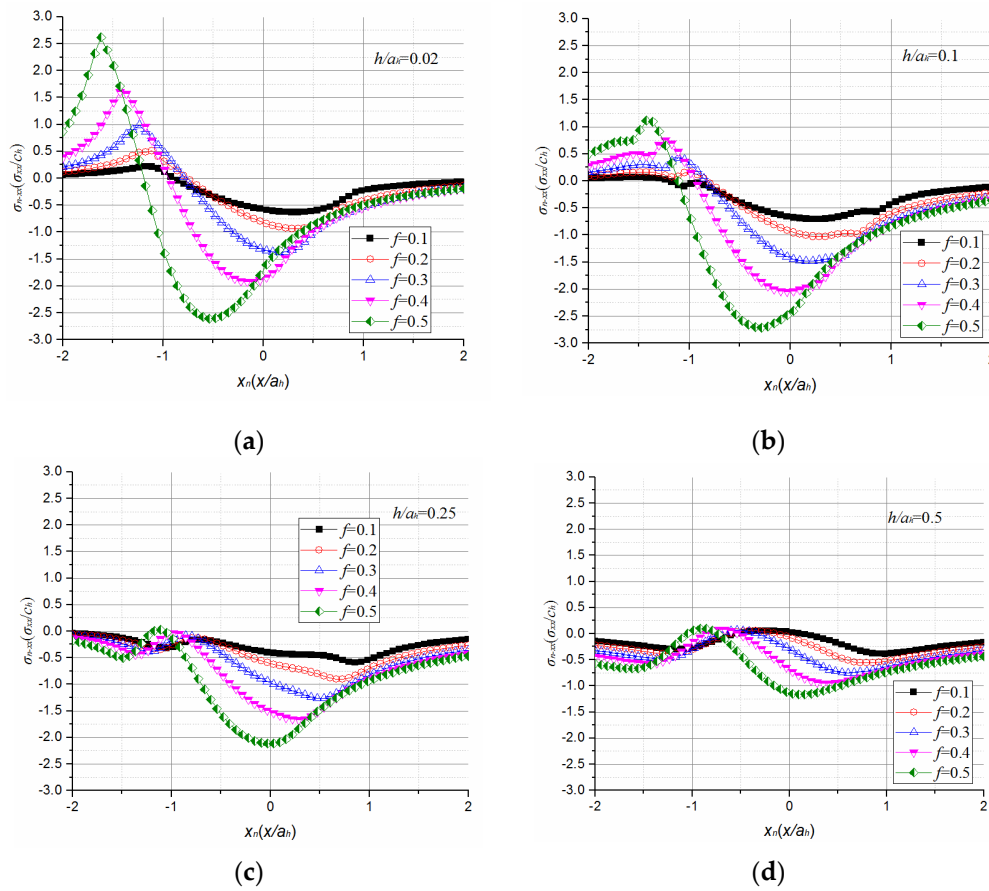 3.0
2.5
2.0
1.5
1.0
0.5
0.0
-0.5
-1.0
-1.5
-2.0
-2.5
-3.0
σn-xx(σxx/ch)
h/ah=0.02
f=0.1
f=0.2
f=0.3
f=0.4
f=0.5
-2 -1 0 1 2
xn(x/ah)
(a)
3.0
2.5
2.0
1.5
1.0
0.5
0.0
-0.5
-1.0
-1.5
-2.0
-2.5
-3.0
σn-xx(σxx/ch)
h/ah=0.1
f=0.1
f=0.2
f=0.3
f=0.4
f=0.5
-2 -1 0 1 2
xn(x/ah)
(b)
3.0
2.5
2.0
1.5
1.0
0.5
0.0
-0.5
-1.0
-1.5
-2.0
-2.5
-3.0
σn-xx(σxx/ch)
h/ah=0.25
f=0.1
f=0.2
f=0.3
f=0.4
f=0.5
-2 -1 0 1 2
xn(x/ah)
(c)
3.0
2.5
2.0
1.5
1.0
0.5
0.0
-0.5
-1.0
-1.5
-2.0
-2.5
-3.0
σn-xx(σxx/ch)
h/ah=0.5
f=0.1
f=0.2
f=0.3
f=0.4
f=0.5
-2 -1 0 1 2
xn(x/ah)
(d)